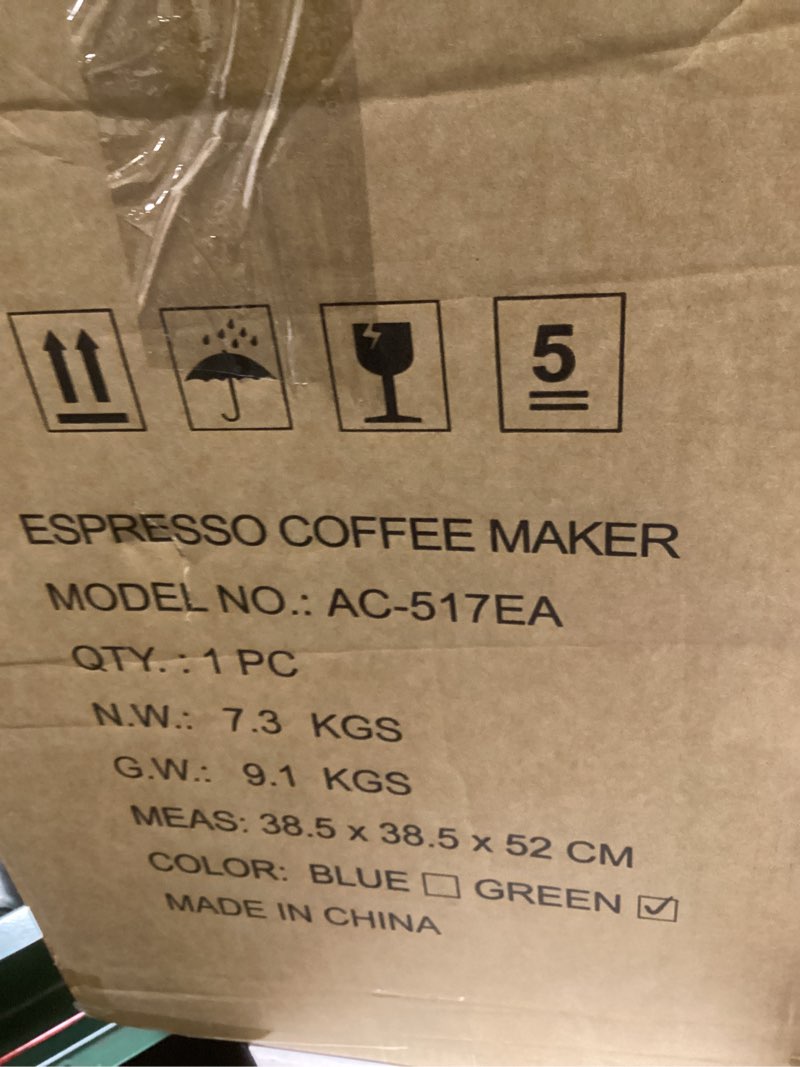 5
ESPRESSO COFFEE MAKER
MODEL NO.: AC-517EA
QTY. : 1 PC
N.W.: 7.3 KGS
G.W.: 9.1 KGS
MEAS: 38.5 x 38.5 x 52 CM
COLOR: BLUE ☐ GREEN ☑
MADE IN CHINA